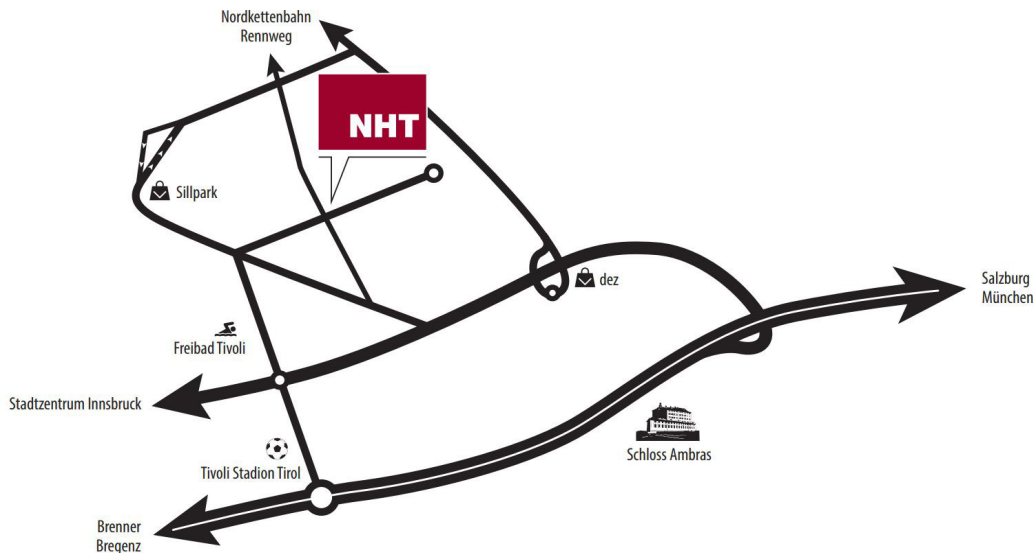 Nordkettenbahn
Rennweg
NHT
Sillpark
dez
Salzburg
München
Freibad Tivoli
Stadtzentrum Innsbruck
Tivoli Stadion Tirol
Schloss Ambras
Brenner
Bregenz